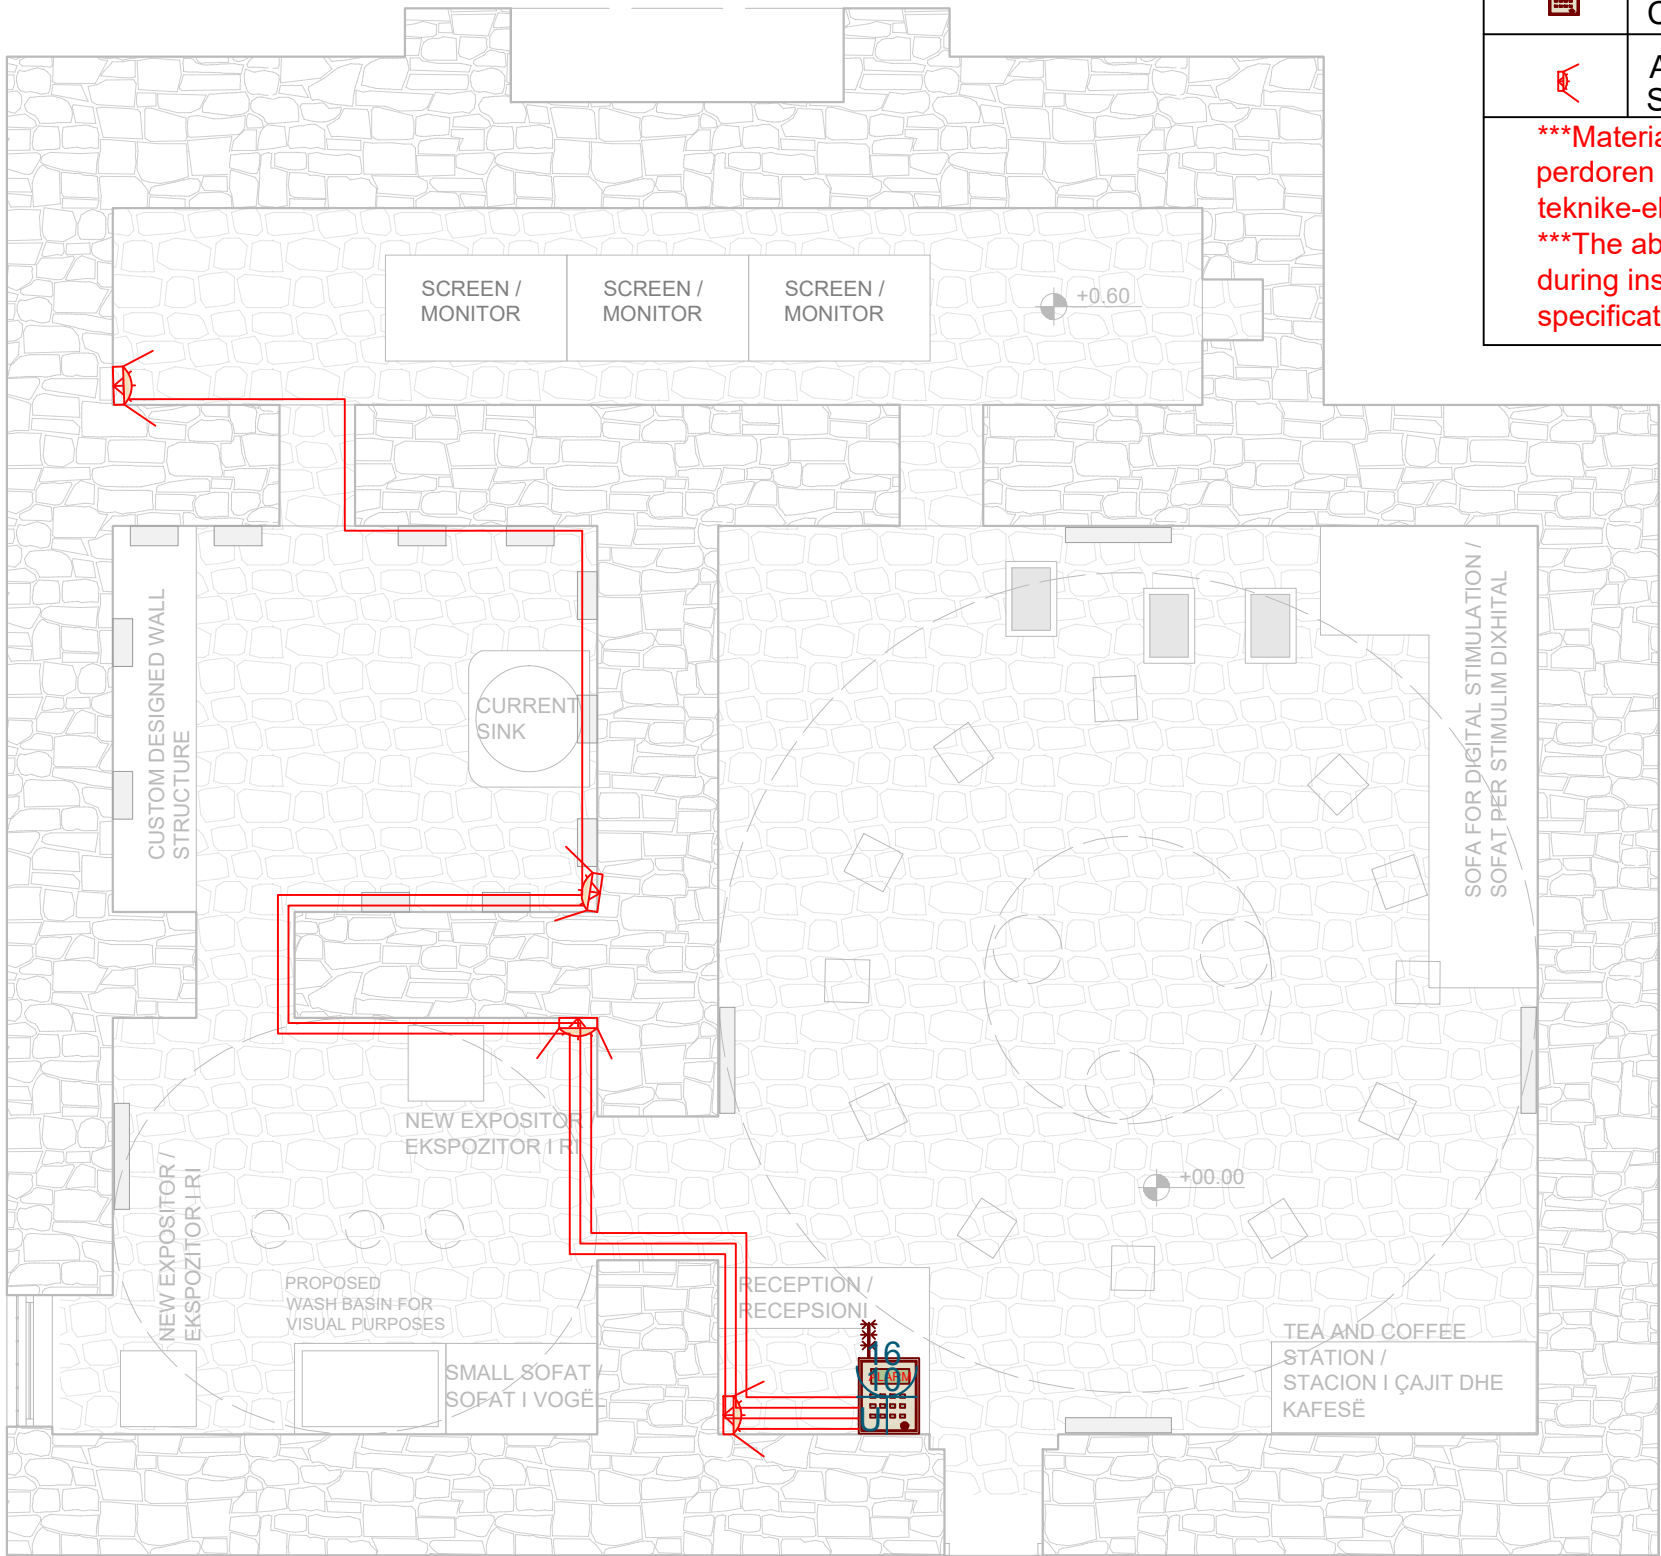 SCREEN /
MONITOR
SCREEN /
MONITOR
SCREEN /
MONITOR
+0.60
***Materia
perdoren
teknike-el
***The ab
during ins
specificat
CUSTOM DESIGNED WALL
STRUCTURE
CURRENT
SINK
SOFA FOR DIGITAL STIMULATION /
SOFAT PER STIMULIM DIXHITAL
NEW EXPOSITOR
EKSPOZITOR I RI
NEW EXPOSITOR /
EKSPOZITOR I RI
+00.00
PROPOSED
WASH BASIN FOR
VISUAL PURPOSES
SMALL SOFAT /
SOFAT I VOGËL
RECEPTION /
RECEPSIONI
16
10
ALARM
U
TEA AND COFFEE
STATION /
STACION I ÇAJIT DHE
KAFESË